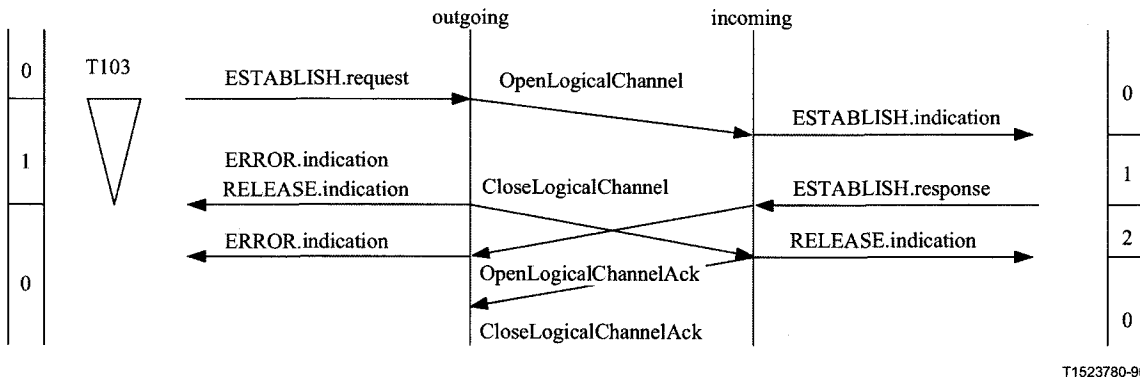 outgoing
incoming
0
T103
ESTABLISH.request
OpenLogicalChannel
0
ESTABLISH.indication
1
ERROR.indication
RELEASE.indication
CloseLogicalChannel
ESTABLISH.response
1
ERROR.indication
RELEASE.indication
2
0
OpenLogicalChannelAck
CloseLogicalChannelAck
0